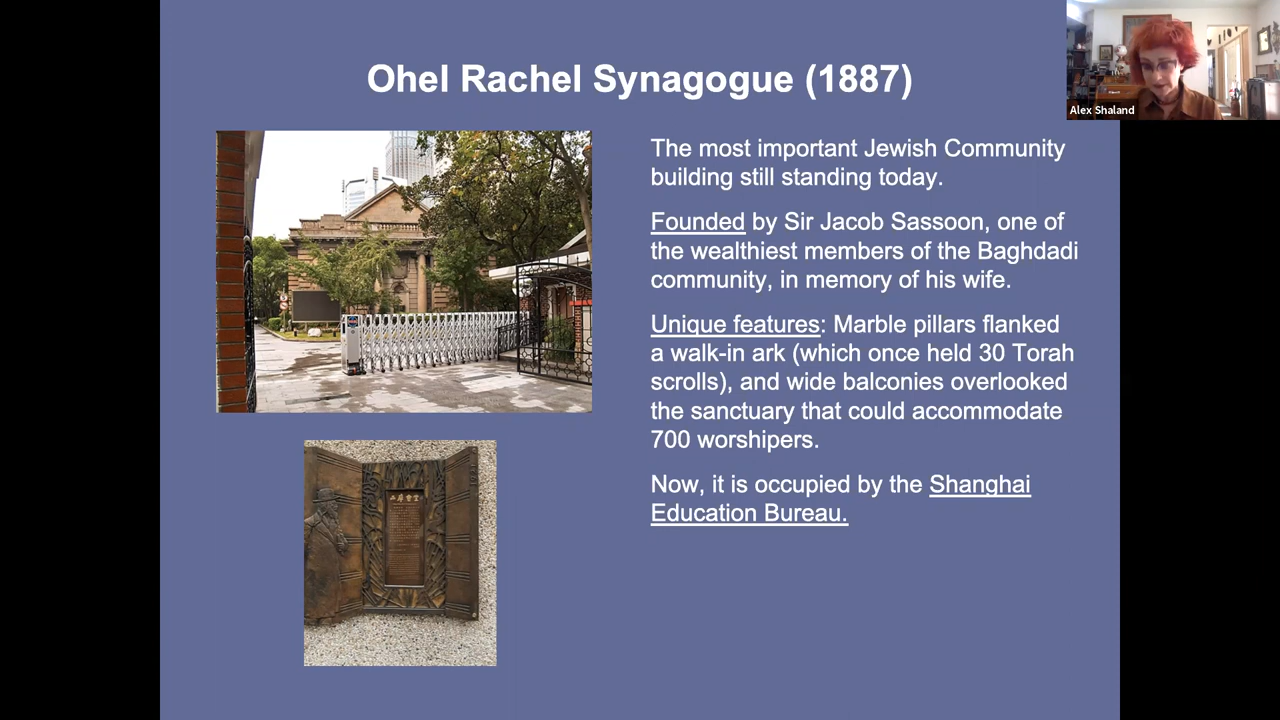 Ohel Rachel Synagogue (1887)
Alex Shaland
The most important Jewish Community
building still standing today.
Founded by Sir Jacob Sassoon, one of
the wealthiest members of the Baghdadi
community, in memory of his wife.
Unique features: Marble pillars flanked
a walk-in ark (which once held 30 Torah
scrolls), and wide balconies overlooked
the sanctuary that could accommodate
700 worshipers.
Now, it is occupied by the Shanghai
Education Bureau.